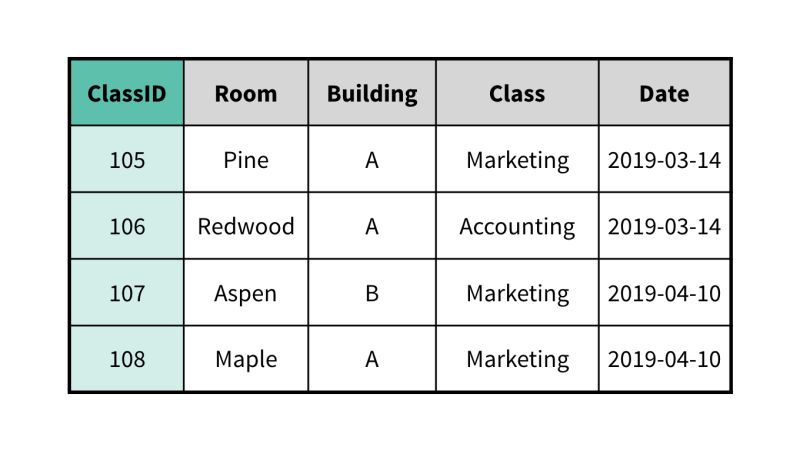 ClassID Room Building Class Date
105 Pine A Marketing 2019-03-14
106 Redwood A Accounting 2019-03-14
107 Aspen B Marketing 2019-04-10
108 Maple A Marketing 2019-04-10